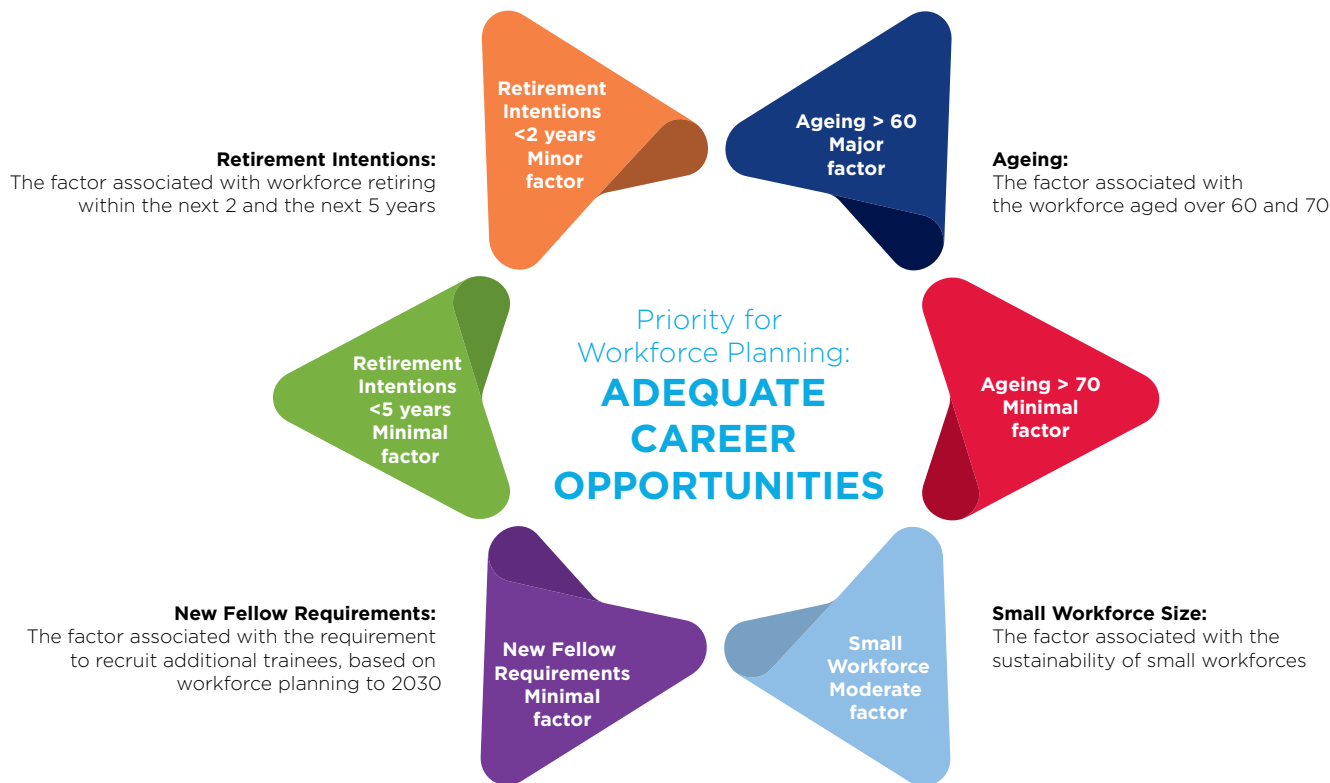 Retirement
Intentions
<2 years
Minor
factor
Ageing > 60
Major
factor
Retirement Intentions:
The factor associated with workforce retiring
within the next 2 and the next 5 years
Ageing:
The factor associated with
the workforce aged over 60 and 70
Retirement
Intentions
<5 years
Minimal
factor
Priority for
Workforce Planning:
ADEQUATE
CAREER
OPPORTUNITIES
Ageing > 70
Minimal
factor
New Fellow Requirements:
The factor associated with the requirement
to recruit additional trainees, based on
workforce planning to 2030
New Fellow
Requirements
Minimal
factor
Small
Workforce
Moderate
factor
Small Workforce Size:
The factor associated with the
sustainability of small workforces